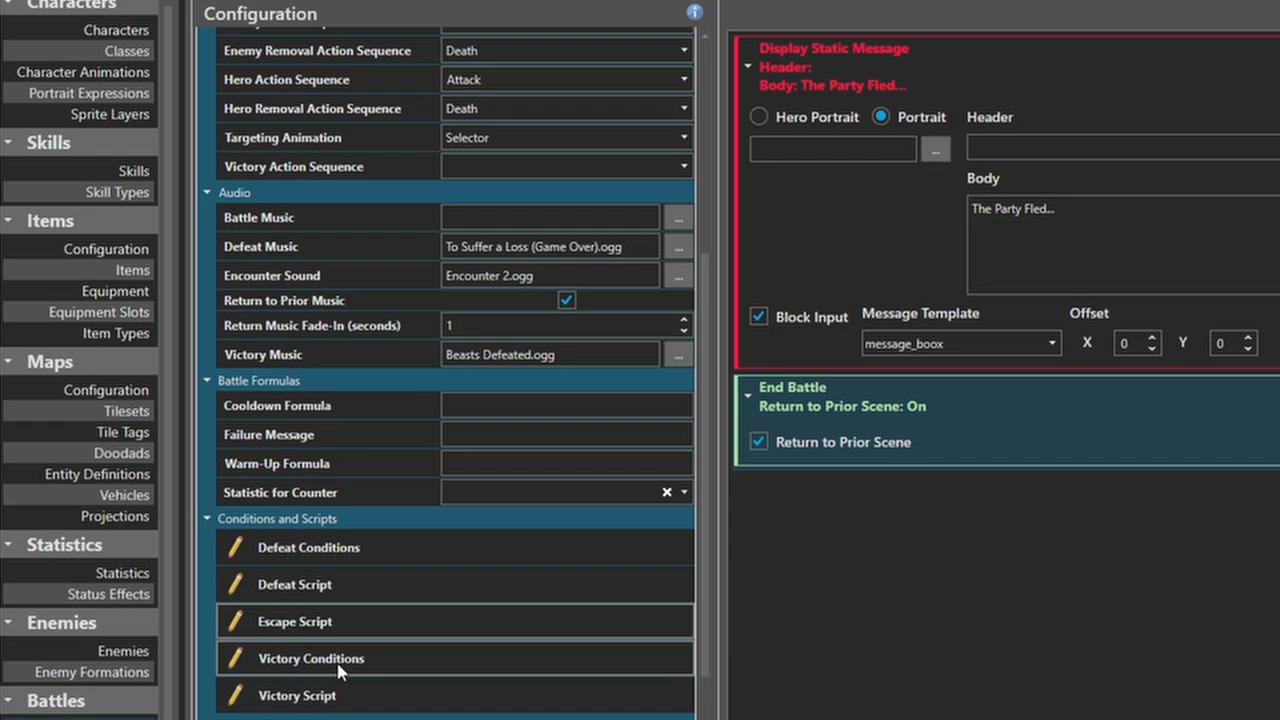 Characters
Characters
Classes
Character Animations
Portrait Expressions
Sprite Layers
Skills
Skills
Skill Types
Items
Configuration
Items
Equipment
Equipment Slots
Item Types
Maps
Configuration
Tilesets
Tile Tags
Doodads
Entity Definitions
Vehicles
Projections
Statistics
Statistics
Status Effects
Enemies
Enemies
Enemy Formations
Battles
Configuration
Enemy Removal Action Sequence Death
Hero Action Sequence Attack
Hero Removal Action Sequence Death
Targeting Animation Selector
Victory Action Sequence
Audio
Battle Music ...
Defeat Music To Suffer a Loss (Game Over).ogg ...
Encounter Sound Encounter 2.ogg ...
Return to Prior Music
Return Music Fade-In (seconds) 1
Victory Music Beasts Defeated.ogg ...
Battle Formulas
Cooldown Formula
Failure Message
Warm-Up Formula
Statistic for Counter
Conditions and Scripts
Defeat Conditions
Defeat Script
Escape Script
Victory Conditions
Victory Script
Display Static Message
Header:
Body: The Party Fled...
Hero Portrait Portrait Header
...
Body
The Party Fled...
Block Input Message Template Offset
message_boox X 0 Y 0
End Battle
Return to Prior Scene: On
Return to Prior Scene